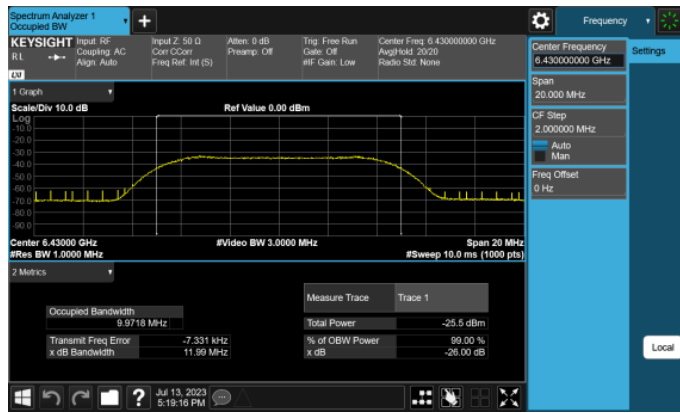 Spectrum Analyzer 1
Occupied BW
+
Frequency
KEYSIGHT
RL
Input: RF
Coupling: AC
Align: Auto
Input Z: 50 Ω
Corr CCorr
Freq Ref: Int (S)
Atten: 0 dB
Preamp: Off
Trig: Free Run
Gate: Off
#IF Gain: Low
Center Freq: 6.430000000 GHz
Avg|Hold: 20/20
Radio Std: None
Center Frequency
6.430000000 GHz
Settings
Span
20.000 MHz
CF Step
2.000000 MHz
Auto
Man
Freq Offset
0 Hz
1 Graph
Scale/Div 10.0 dB
Ref Value 0.00 dBm
Log
-10.0
-20.0
-30.0
-40.0
-50.0
-60.0
-70.0
-80.0
-90.0
Center 6.43000 GHz
#Video BW 3.0000 MHz
Span 20 MHz
#Res BW 1.0000 MHz
#Sweep 10.0 ms (1000 pts)
2 Metrics
Measure Trace
Trace 1
Occupied Bandwidth
9.9718 MHz
Total Power
-25.5 dBm
Transmit Freq Error
-7.331 kHz
% of OBW Power
99.00 %
x dB Bandwidth
11.99 MHz
x dB
-26.00 dB
Local
?
Jul 13, 2023
5:19:16 PM